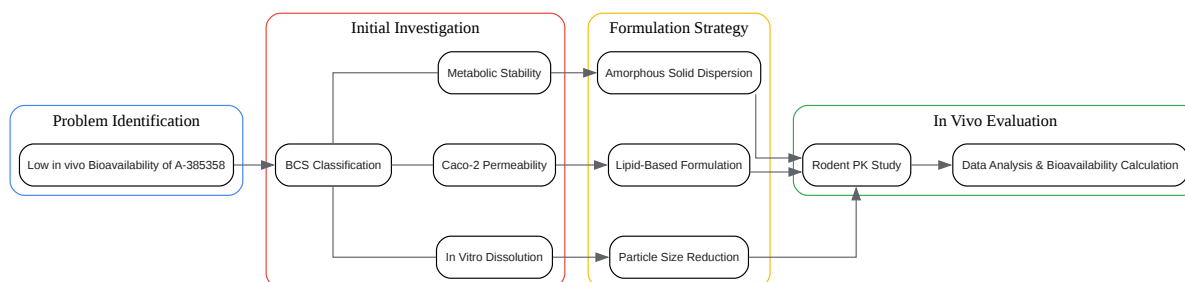 Initial Investigation
Formulation Strategy
Metabolic Stability
Amorphous Solid Dispersion
Problem Identification
In Vivo Evaluation
Low in vivo Bioavailability of A-385358
BCS Classification
Caco-2 Permeability
Lipid-Based Formulation
Rodent PK Study
Data Analysis & Bioavailability Calculation
In Vitro Dissolution
Particle Size Reduction